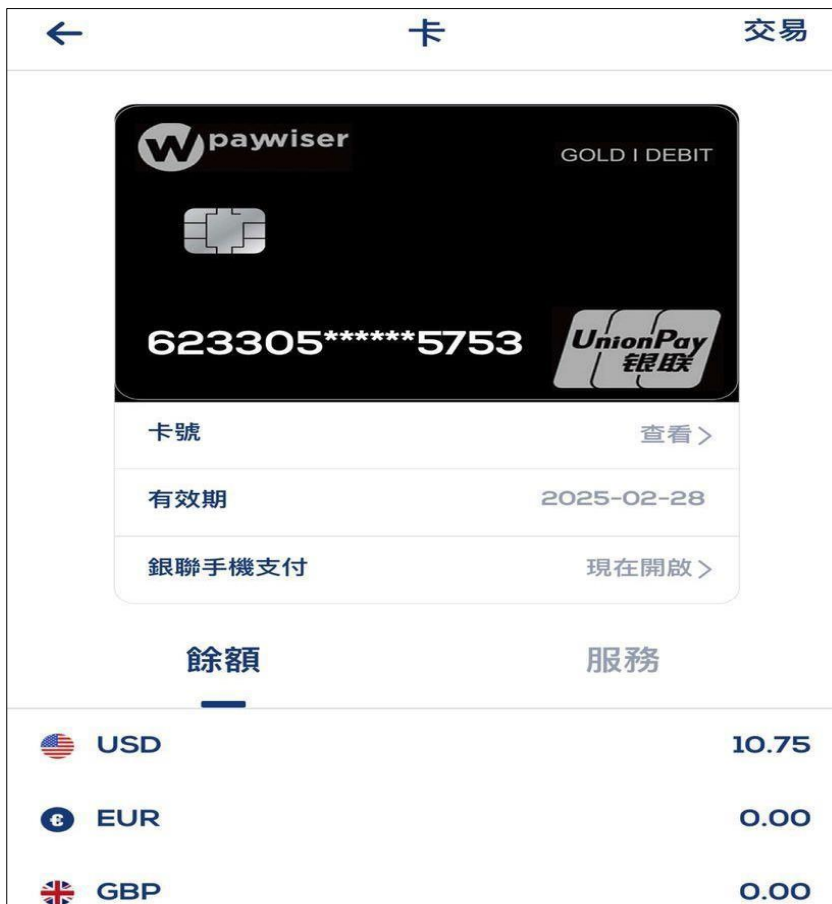 卡 交易
paywiser
GOLD I DEBIT
623305******5753
UnionPay
银联
卡號 查看
有效期 2025-02-28
銀聯手機支付 現在開啟
餘額 服務
USD 10.75
EUR 0.00
GBP 0.00